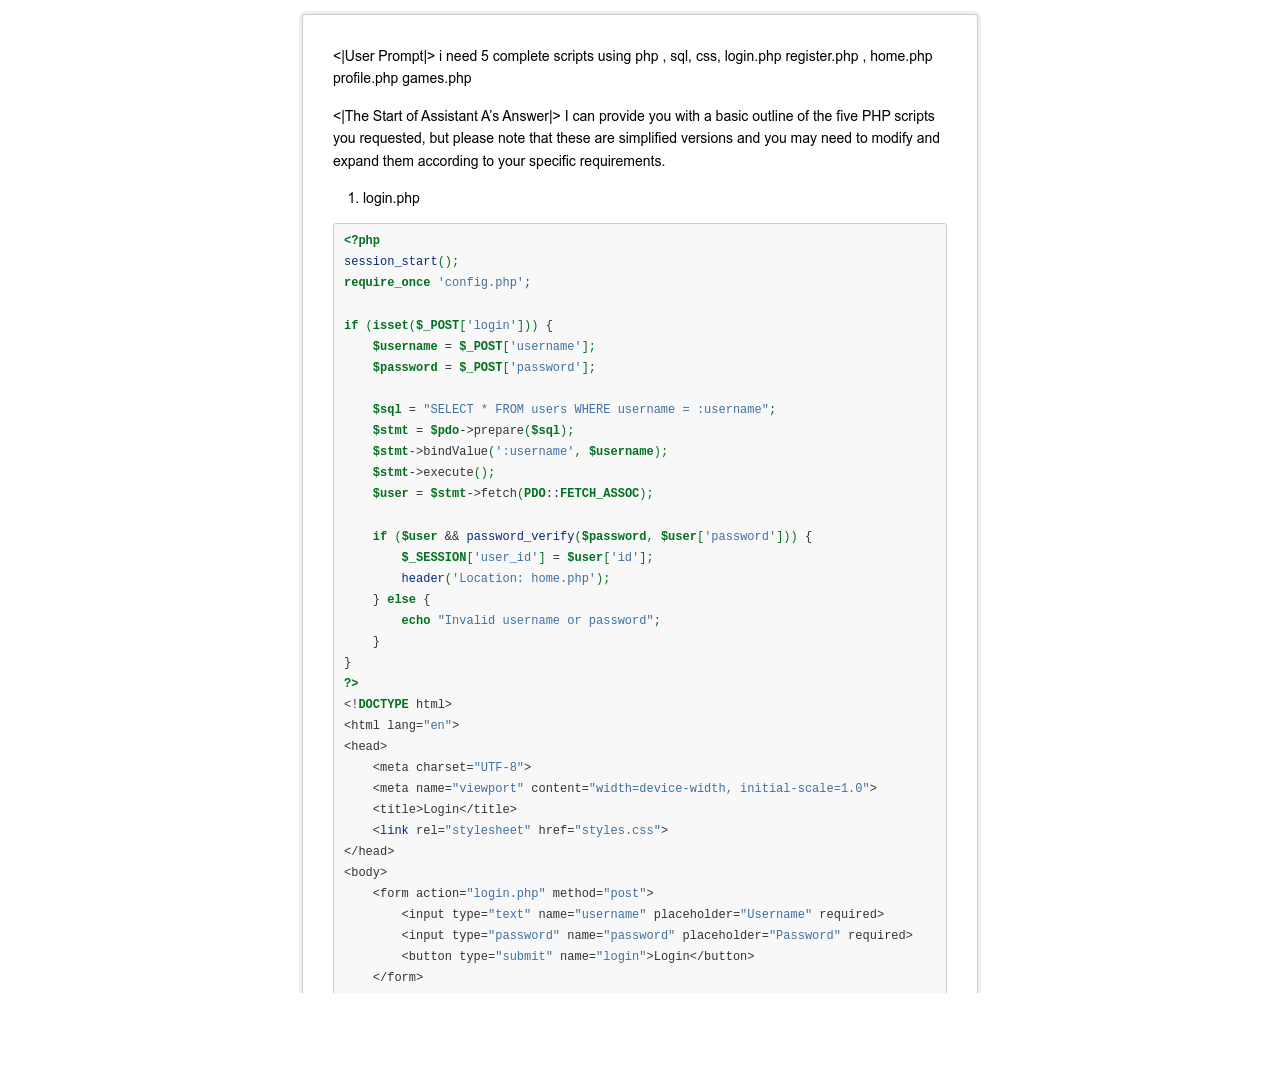 <|User Prompt|> i need 5 complete scripts using php , sql, css, login.php register.php , home.php
profile.php games.php
<|The Start of Assistant A’s Answer|> I can provide you with a basic outline of the five PHP scripts
you requested, but please note that these are simplified versions and you may need to modify and
expand them according to your specific requirements.
1. login.php
<?php
session_start();
require_once 'config.php';

if (isset($_POST['login'])) {
    $username = $_POST['username'];
    $password = $_POST['password'];

    $sql = "SELECT * FROM users WHERE username = :username";
    $stmt = $pdo->prepare($sql);
    $stmt->bindValue(':username', $username);
    $stmt->execute();
    $user = $stmt->fetch(PDO::FETCH_ASSOC);

    if ($user && password_verify($password, $user['password'])) {
        $_SESSION['user_id'] = $user['id'];
        header('Location: home.php');
    } else {
        echo "Invalid username or password";
    }
}
?>
<!DOCTYPE html>
<html lang="en">
<head>
    <meta charset="UTF-8">
    <meta name="viewport" content="width=device-width, initial-scale=1.0">
    <title>Login</title>
    <link rel="stylesheet" href="styles.css">
</head>
<body>
    <form action="login.php" method="post">
        <input type="text" name="username" placeholder="Username" required>
        <input type="password" name="password" placeholder="Password" required>
        <button type="submit" name="login">Login</button>
    </form>